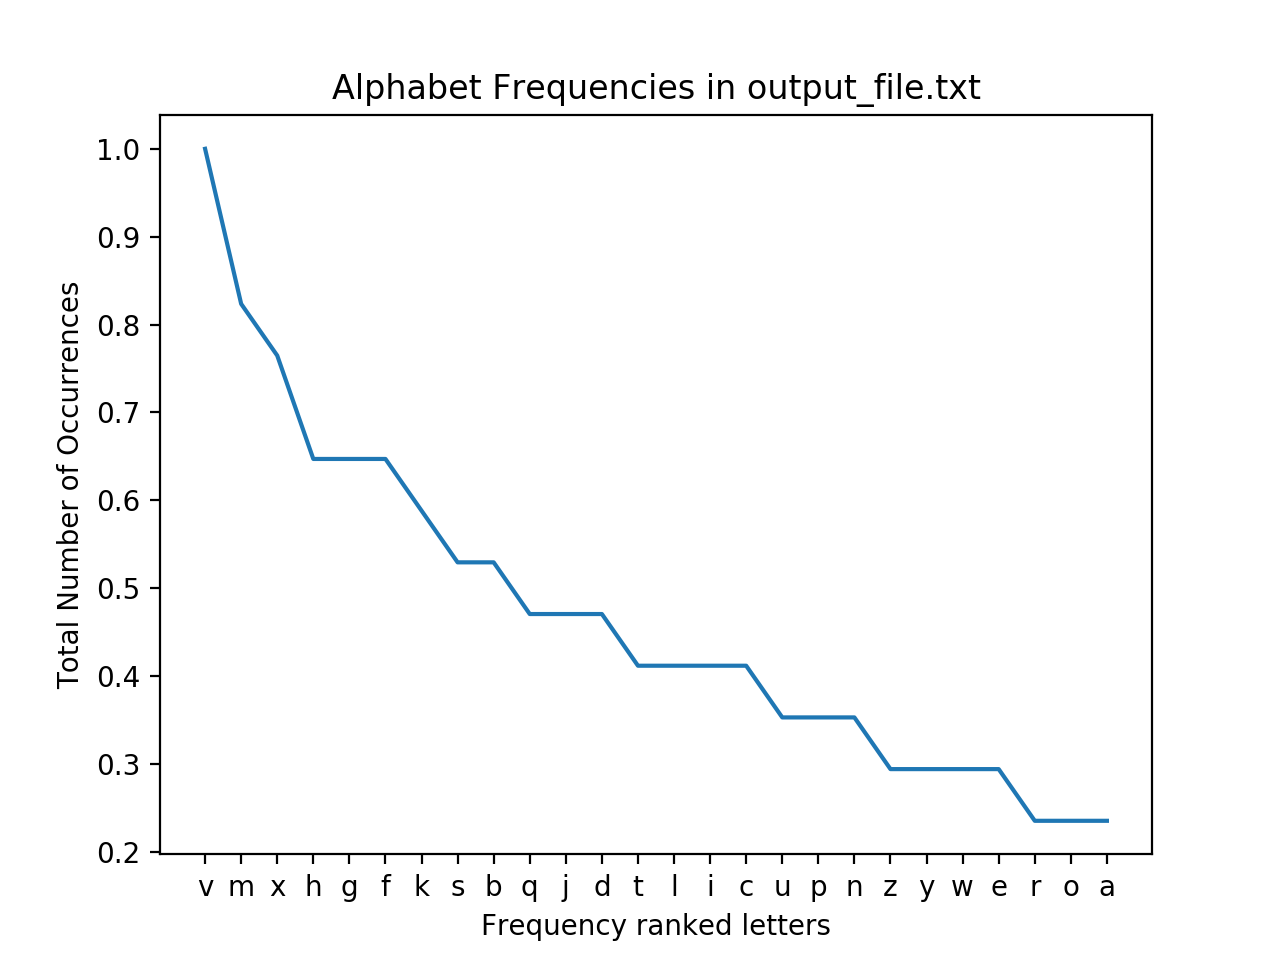 Alphabet Frequencies in output_file.txt
Total Number of Occurrences
1.0
0.9
0.8
0.7
0.6
0.5
0.4
0.3
0.2
v m x h g f k s b q j d t l i c u p n z y w e r o a
Frequency ranked letters